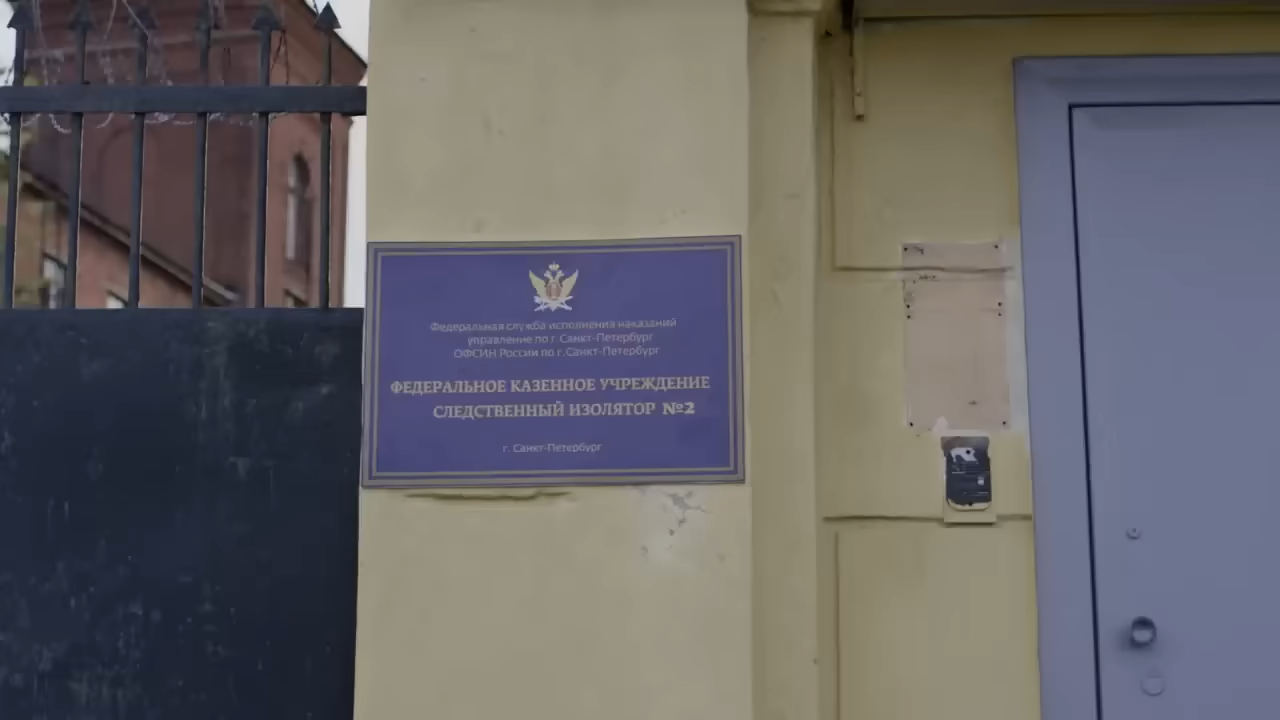 Федеральная служба исполнения наказаний
управление по г. Санкт-Петербург
ОФСИН России по г. Санкт-Петербург
ФЕДЕРАЛЬНОЕ КАЗЕННОЕ УЧРЕЖДЕНИЕ
СЛЕДСТВЕННЫЙ ИЗОЛЯТОР №2
г. Санкт-Петербург